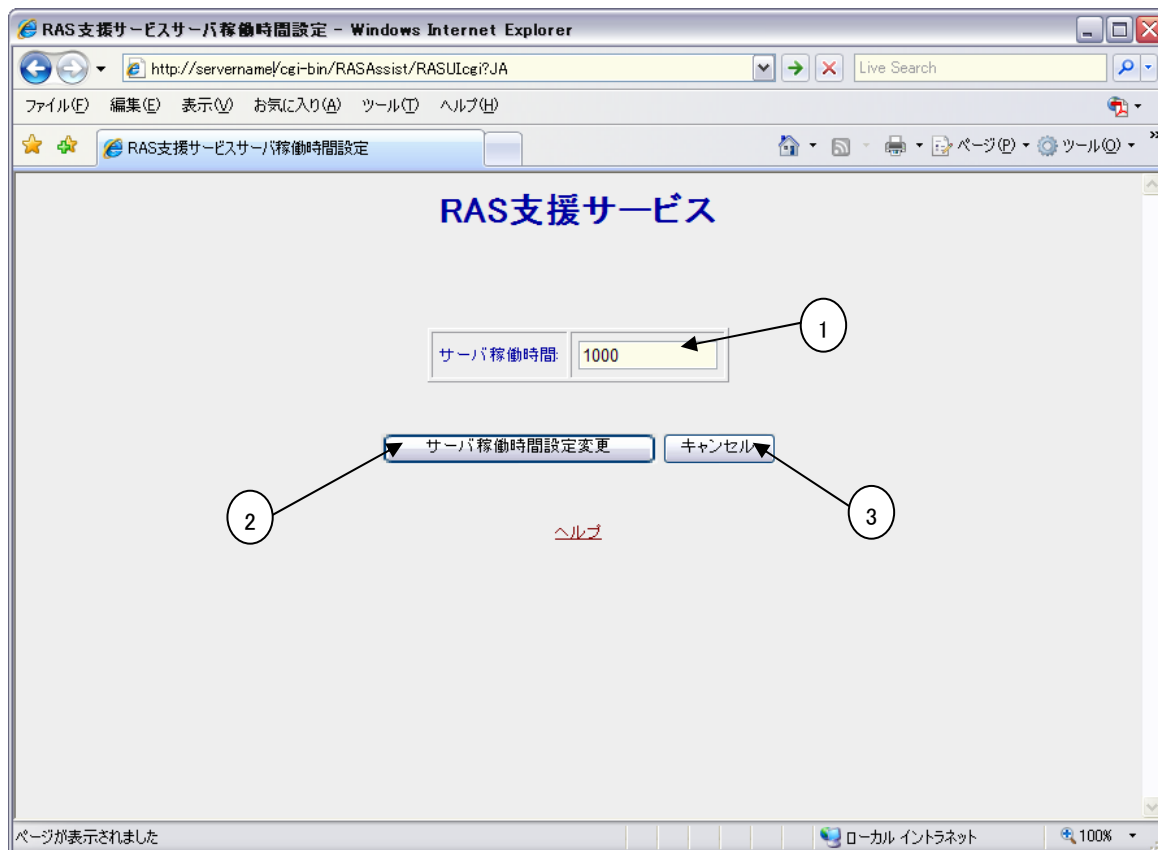 RAS支援サービスサーバ稼働時間設定 - Windows Internet Explorer
http://servername/cgi-bin/RASAssist/RASUIcgi?JA
Live Search
ファイル(F) 編集(E) 表示(V) お気に入り(A) ツール(T) ヘルプ(H)
RAS支援サービスサーバ稼働時間設定
ページ(P) ツール(O) »
RAS支援サービス
サーバ稼働時間: 1000
1
サーバ稼働時間設定変更 キャンセル
2
3
ヘルプ
ページが表示されました ローカル イントラネット 100%